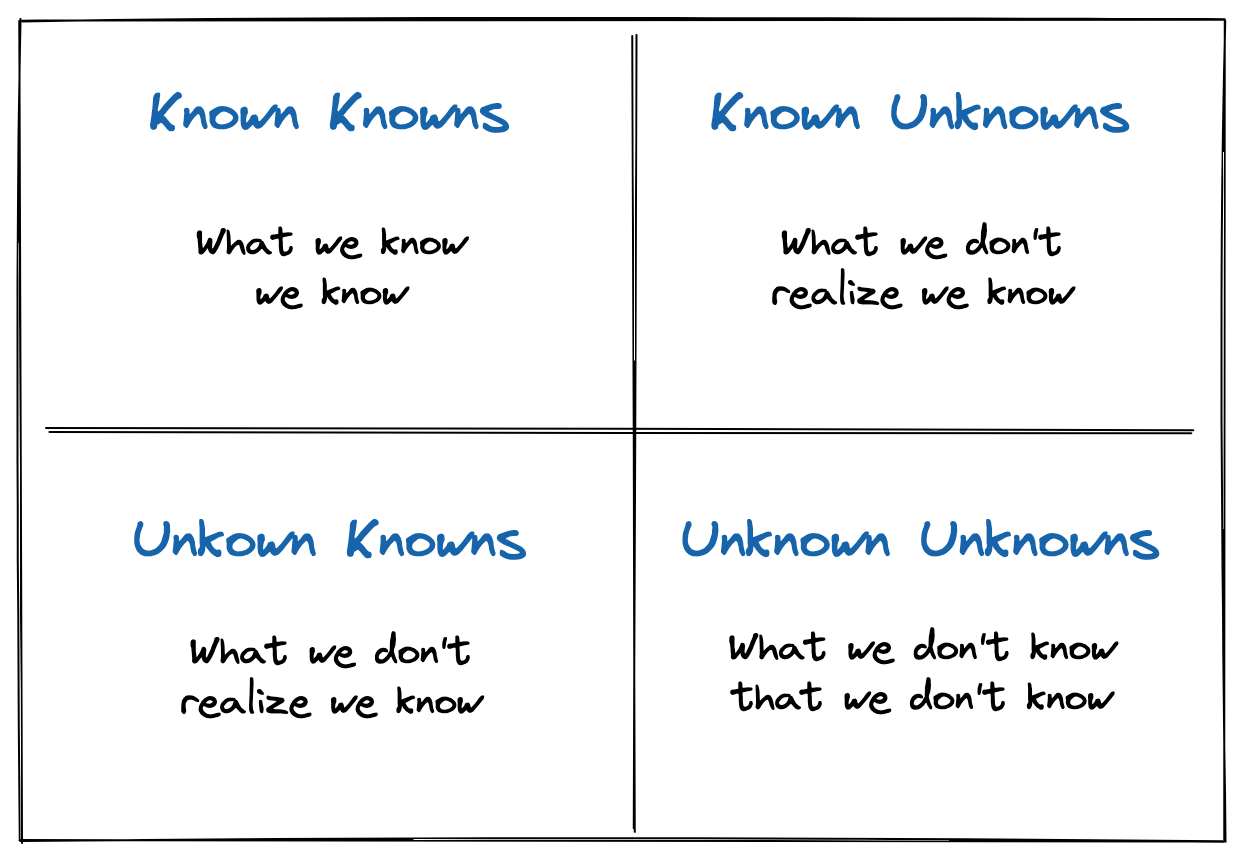 Known Knowns
What we know
we know
Known Unknowns
What we don't
realize we know
Unkown Knowns
What we don't
realize we know
Unknown Unknowns
What we don't know
that we don't know